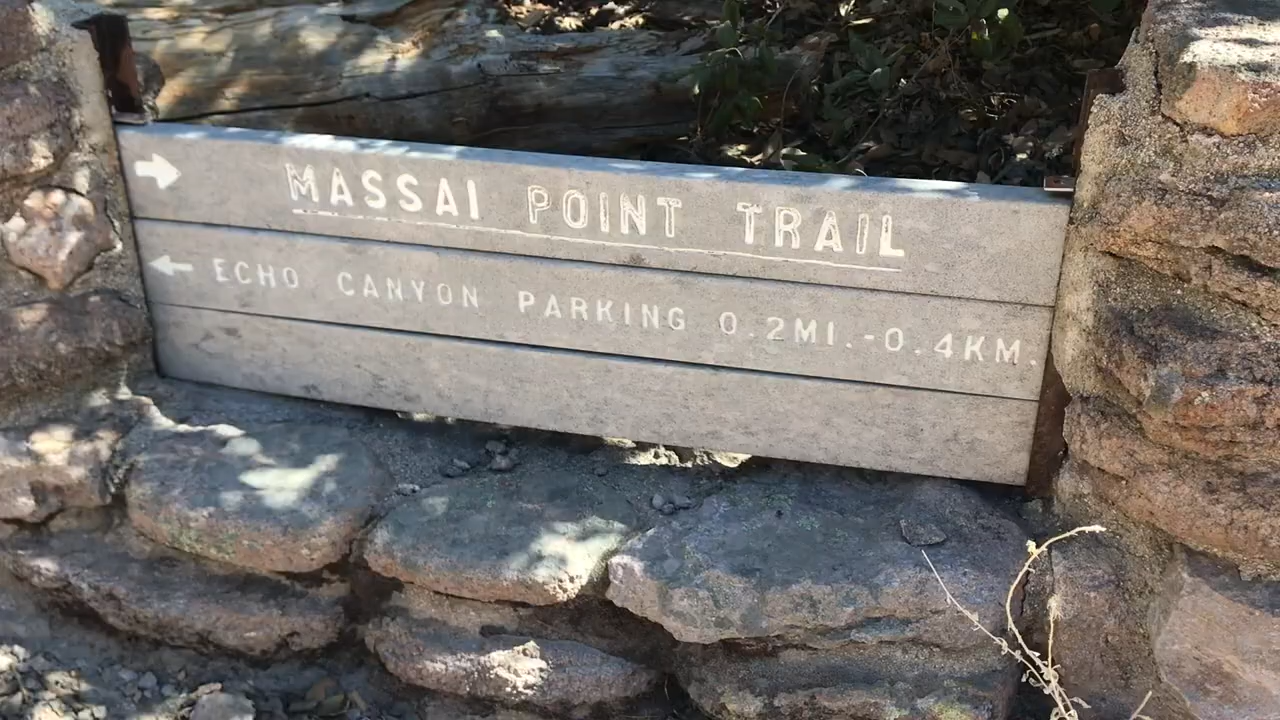 → MASSAI POINT TRAIL
← ECHO CANYON PARKING 0.2MI.-0.4KM.